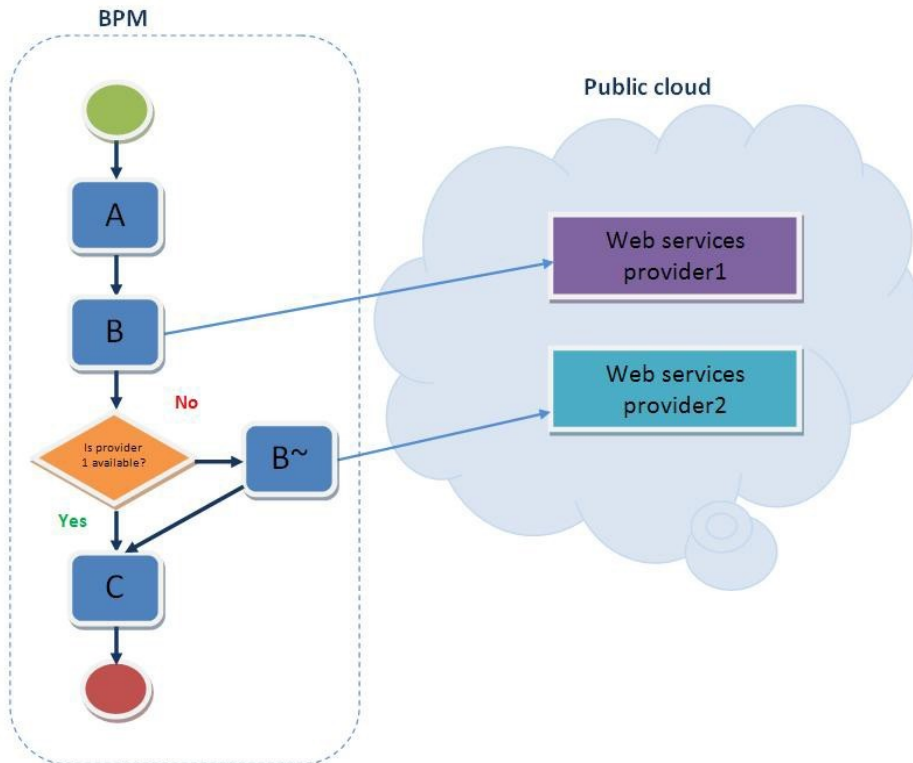 BPM
Public cloud
A
Web services
provider1
B
Web services
provider2
No
Is provider
1 available?
B~
Yes
C